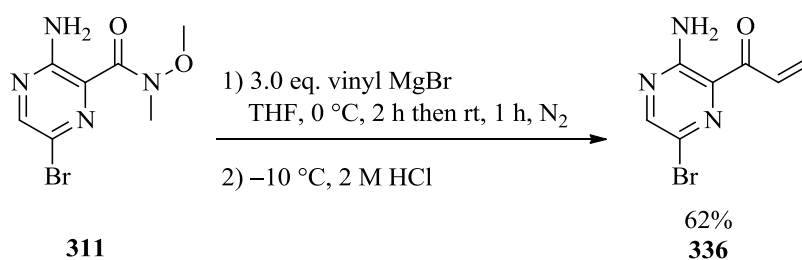 NH₂
O
O
N
N
N
Br
311
1) 3.0 eq. vinyl MgBr
THF, 0 °C, 2 h then rt, 1 h, N₂
2) –10 °C, 2 M HCl
NH₂
O
N
N
Br
62%
336